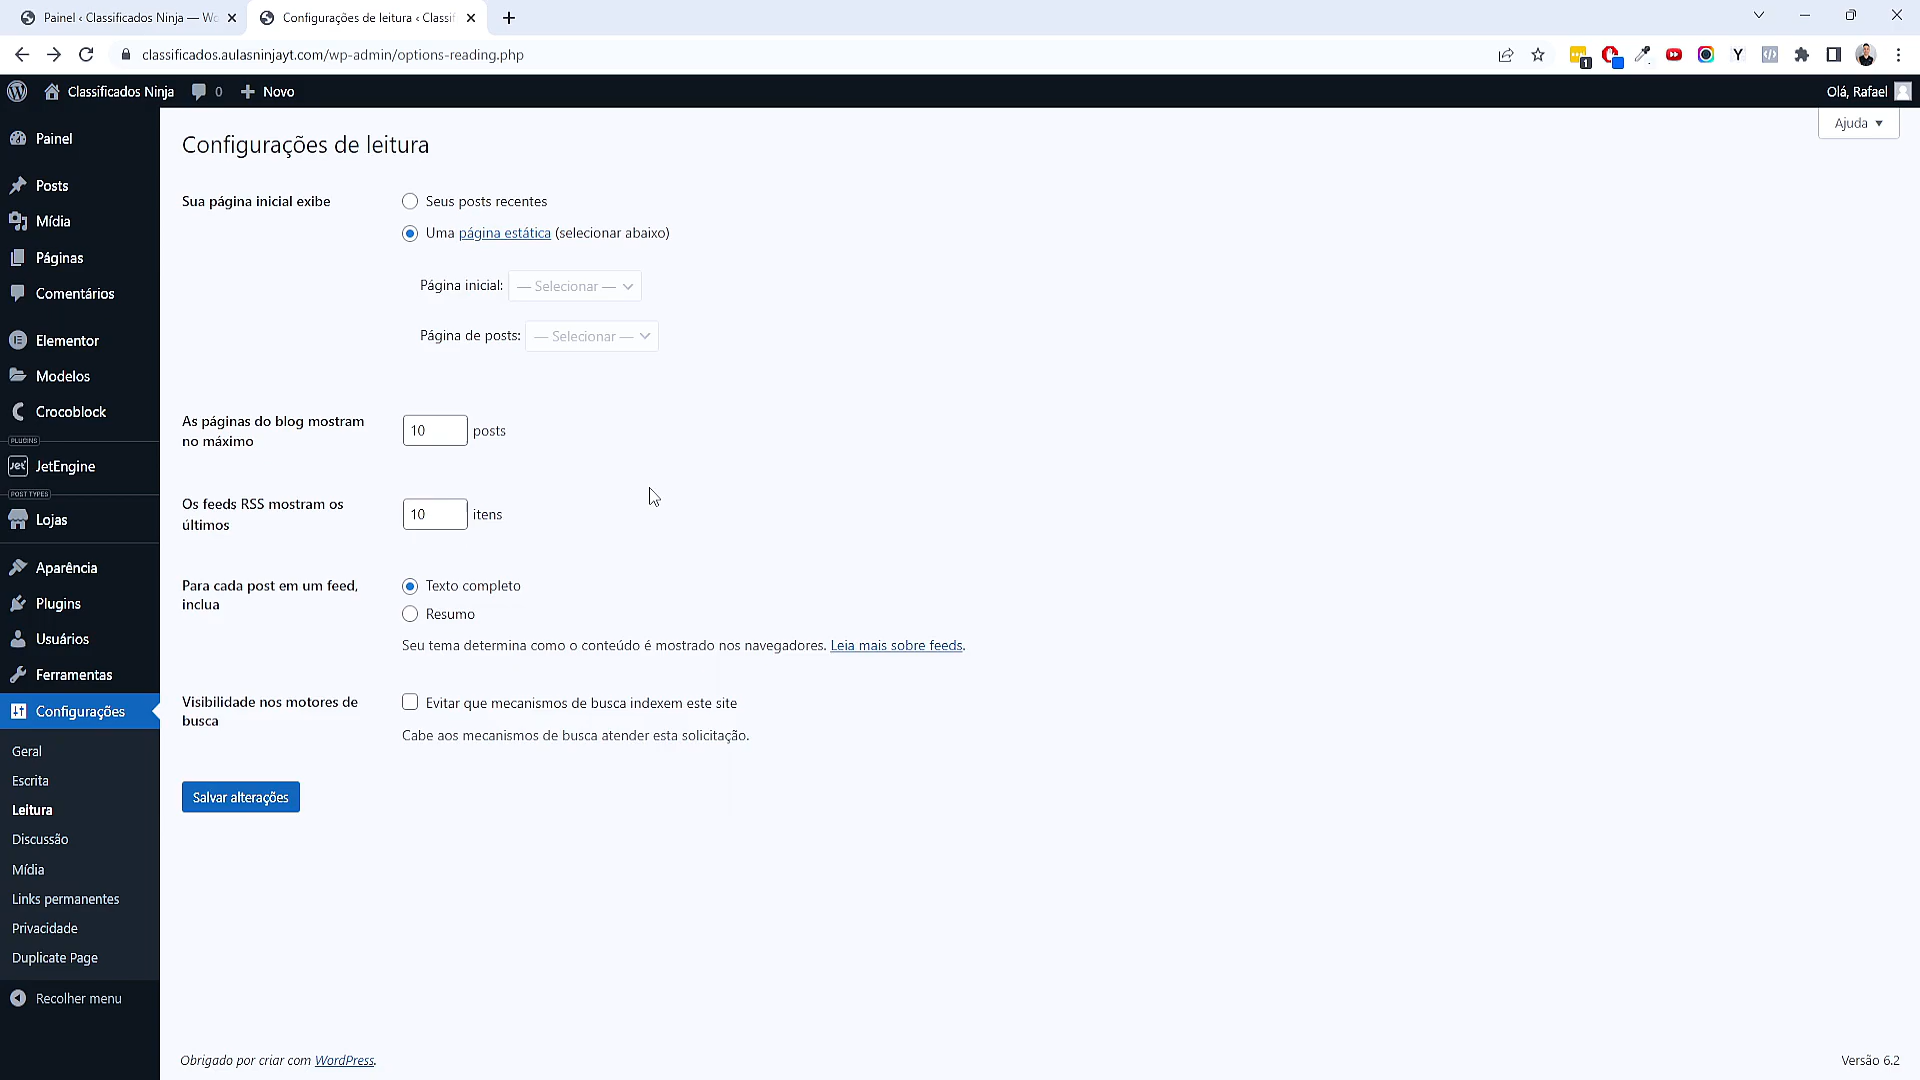 Painel ‹ Classificados Ninja — Wo
Configurações de leitura ‹ Classif
classificados.aulasninjayt.com/wp-admin/options-reading.php
1
Y
Classificados Ninja
0
Novo
Olá, Rafael
Ajuda
Painel
Posts
Mídia
Páginas
Comentários
Elementor
Modelos
Crocoblock
PLUGINS
Jet
JetEngine
POST TYPES
Lojas
Aparência
Plugins
Usuários
Ferramentas
Configurações
Geral
Escrita
Leitura
Discussão
Mídia
Links permanentes
Privacidade
Duplicate Page
Recolher menu
Configurações de leitura
Sua página inicial exibe
Seus posts recentes
Uma página estática (selecionar abaixo)
Página inicial: — Selecionar —
Página de posts: — Selecionar —
As páginas do blog mostram
no máximo
10 posts
Os feeds RSS mostram os
últimos
10 itens
Para cada post em um feed,
inclua
Texto completo
Resumo
Seu tema determina como o conteúdo é mostrado nos navegadores. Leia mais sobre feeds.
Visibilidade nos motores de
busca
Evitar que mecanismos de busca indexem este site
Cabe aos mecanismos de busca atender esta solicitação.
Salvar alterações
Obrigado por criar com WordPress.
Versão 6.2